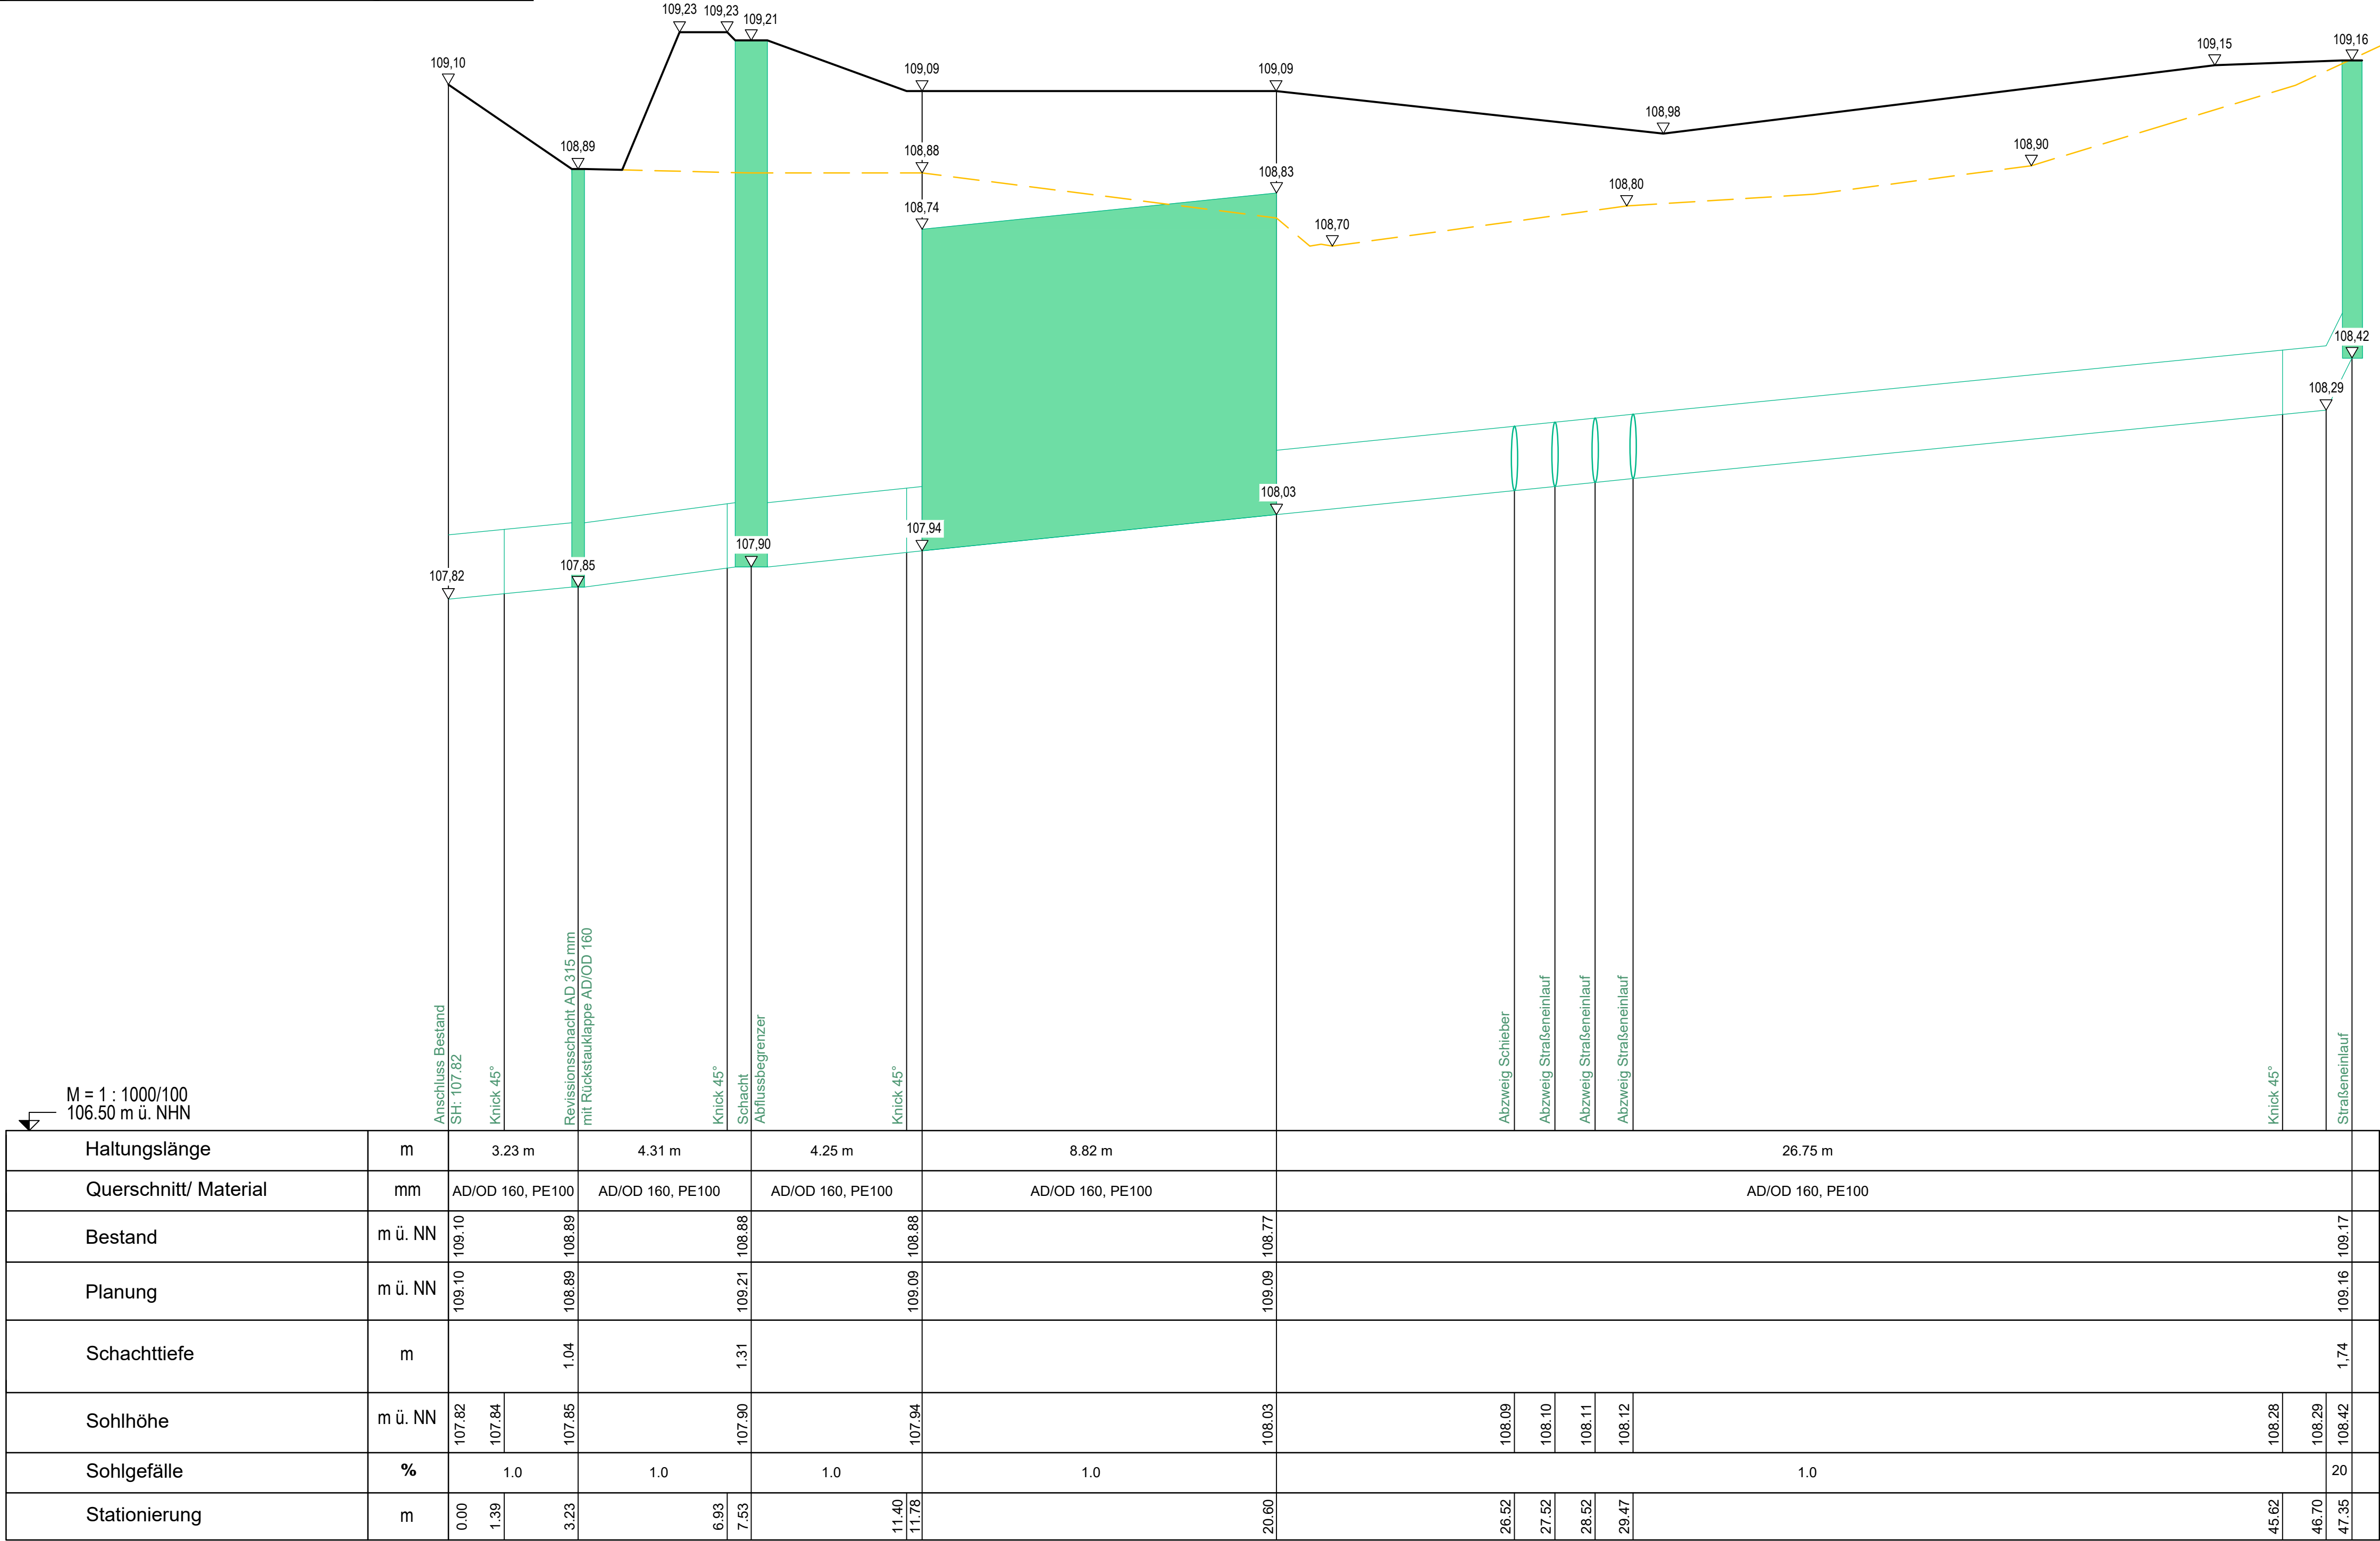 109,23
109,23
109,21
109,10
108,89
109,09
109,09
108,98
109,15
109,16
108,88
108,83
108,74
108,70
108,80
108,90
108,42
108,29
108,03
107,94
107,90
107,85
107,82
Anschluss Bestand
SH: 107.82
Knick 45°
Revissionsschacht AD 315 mm
mit Rückstauklappe AD/OD 160
Knick 45°
Schacht
Abflussbegrenzer
Knick 45°
Abzweig Schieber
Abzweig Straßeneinlauf
Abzweig Straßeneinlauf
Abzweig Straßeneinlauf
Knick 45°
Straßeneinlauf
M = 1 : 1000/100
106.50 m ü. NHN
Haltungslänge m 3.23 m 4.31 m 4.25 m 8.82 m 26.75 m
Querschnitt/ Material mm AD/OD 160, PE100 AD/OD 160, PE100 AD/OD 160, PE100 AD/OD 160, PE100 AD/OD 160, PE100
Bestand m ü. NN 109.10 108.89 108.88 108.88 108.77 109.17
Planung m ü. NN 109.10 108.89 109.21 109.09 109.09 109.16
Schachttiefe m 1.04 1.31 1,74
Sohlhöhe m ü. NN 107.82 107.84 107.85 107.90 107.94 108.03 108.09 108.10 108.11 108.12 108.28 108.29 108.42
Sohlgefälle % 1.0 1.0 1.0 1.0 1.0 20
Stationierung m 0.00 1.39 3.23 6.93 7.53 11.40 11.78 20.60 26.52 27.52 28.52 29.47 45.62 46.70 47.35